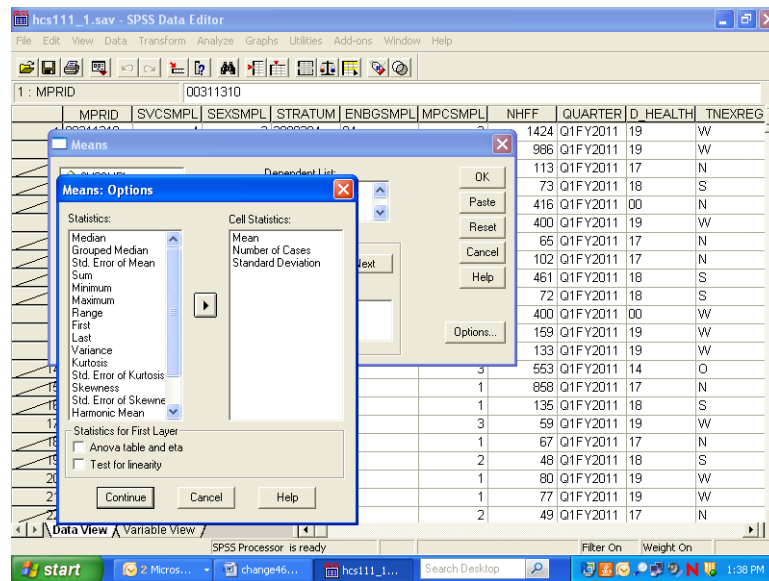 hcs111_1.sav - SPSS Data Editor
File Edit View Data Transform Analyze Graphs Utilities Add-ons Window Help
1 : MPRID 00311310
MPRID SVCSMPL SEXSMPL STRATUM ENBGSMPL MPCSMPL NHFF QUARTER D_HEALTH TNEXREG
1424 Q1FY2011 19 W
Means
986 Q1FY2011 19 W
Dependent List:
113 Q1FY2011 17 N
OK
73 Q1FY2011 18 S
Means: Options
Paste
416 Q1FY2011 00 N
Statistics:
Cell Statistics:
Reset
400 Q1FY2011 19 W
Median
Grouped Median
Std. Error of Mean
Sum
Minimum
Maximum
Range
First
Last
Variance
Kurtosis
Std. Error of Kurtosis
Skewness
Std. Error of Skewne
Harmonic Mean
Mean
Number of Cases
Standard Deviation
65 Q1FY2011 17 N
Next
Cancel
102 Q1FY2011 17 N
Help
461 Q1FY2011 18 S
72 Q1FY2011 18 S
400 Q1FY2011 00 W
Options...
159 Q1FY2011 19 W
133 Q1FY2011 19 W
3 553 Q1FY2011 14 O
1 858 Q1FY2011 17 N
1 135 Q1FY2011 18 S
17 3 59 Q1FY2011 19 W
Statistics for First Layer
1 67 Q1FY2011 17 N
Anova table and eta
2 48 Q1FY2011 18 S
Test for linearity
20 1 80 Q1FY2011 19 W
1 77 Q1FY2011 19 W
2 49 Q1FY2011 17 N
Continue Cancel Help
Data View Variable View
SPSS Processor is ready Filter On Weight On
start 2 Micros... change46... hcs111_1... Search Desktop 1:38 PM